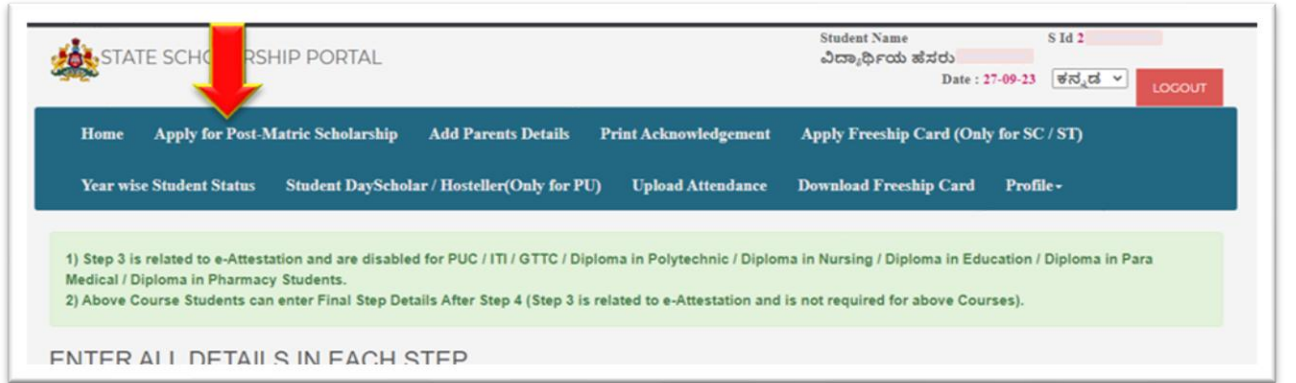 STATE SCHOLARSHIP PORTAL
Student Name S Id 2
ವಿದ್ಯಾರ್ಥಿಯ ಹೆಸರು
Date : 27-09-23 ಕನ್ನಡ LOGOUT
Home Apply for Post-Matric Scholarship Add Parents Details Print Acknowledgement Apply Freeship Card (Only for SC / ST)
Year wise Student Status Student DayScholar / Hosteller(Only for PU) Upload Attendance Download Freeship Card Profile
1) Step 3 is related to e-Attestation and are disabled for PUC / ITI / GTTC / Diploma in Polytechnic / Diploma in Nursing / Diploma in Education / Diploma in Para
Medical / Diploma in Pharmacy Students.
2) Above Course Students can enter Final Step Details After Step 4 (Step 3 is related to e-Attestation and is not required for above Courses).
ENTER ALL DETAILS IN EACH STEP